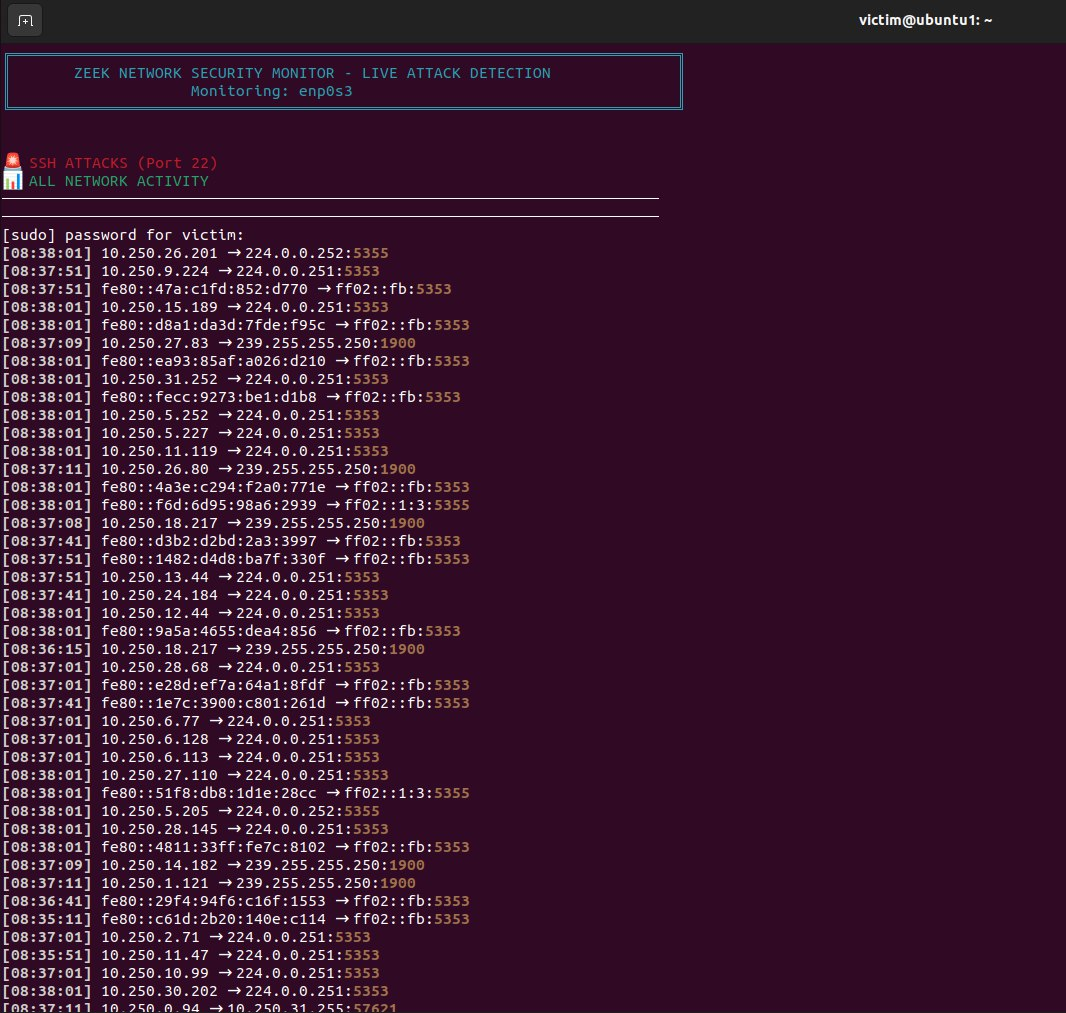 victim@ubuntu1: ~
ZEEK NETWORK SECURITY MONITOR - LIVE ATTACK DETECTION
Monitoring: enp0s3
🚨 SSH ATTACKS (Port 22)
📊 ALL NETWORK ACTIVITY
[sudo] password for victim:
[08:38:01] 10.250.26.201 →224.0.0.252:5355
[08:37:51] 10.250.9.224 →224.0.0.251:5353
[08:37:51] fe80::47a:c1fd:852:d770 →ff02::fb:5353
[08:38:01] 10.250.15.189 →224.0.0.251:5353
[08:38:01] fe80::d8a1:da3d:7fde:f95c →ff02::fb:5353
[08:37:09] 10.250.27.83 →239.255.255.250:1900
[08:38:01] fe80::ea93:85af:a026:d210 →ff02::fb:5353
[08:38:01] 10.250.31.252 →224.0.0.251:5353
[08:38:01] fe80::fecc:9273:be1:d1b8 →ff02::fb:5353
[08:38:01] 10.250.5.252 →224.0.0.251:5353
[08:38:01] 10.250.5.227 →224.0.0.251:5353
[08:38:01] 10.250.11.119 →224.0.0.251:5353
[08:37:11] 10.250.26.80 →239.255.255.250:1900
[08:38:01] fe80::4a3e:c294:f2a0:771e →ff02::fb:5353
[08:38:01] fe80::f6d:6d95:98a6:2939 →ff02::1:3:5355
[08:37:08] 10.250.18.217 →239.255.255.250:1900
[08:37:41] fe80::d3b2:d2bd:2a3:3997 →ff02::fb:5353
[08:37:51] fe80::1482:d4d8:ba7f:330f →ff02::fb:5353
[08:37:51] 10.250.13.44 →224.0.0.251:5353
[08:37:41] 10.250.24.184 →224.0.0.251:5353
[08:38:01] 10.250.12.44 →224.0.0.251:5353
[08:38:01] fe80::9a5a:4655:dea4:856 →ff02::fb:5353
[08:36:15] 10.250.18.217 →239.255.255.250:1900
[08:37:01] 10.250.28.68 →224.0.0.251:5353
[08:37:01] fe80::e28d:ef7a:64a1:8fdf →ff02::fb:5353
[08:37:41] fe80::1e7c:3900:c801:261d →ff02::fb:5353
[08:37:01] 10.250.6.77 →224.0.0.251:5353
[08:37:01] 10.250.6.128 →224.0.0.251:5353
[08:37:01] 10.250.6.113 →224.0.0.251:5353
[08:38:01] 10.250.27.110 →224.0.0.251:5353
[08:38:01] fe80::51f8:db8:1d1e:28cc →ff02::1:3:5355
[08:38:01] 10.250.5.205 →224.0.0.252:5355
[08:38:01] 10.250.28.145 →224.0.0.251:5353
[08:38:01] fe80::4811:33ff:fe7c:8102 →ff02::fb:5353
[08:37:09] 10.250.14.182 →239.255.255.250:1900
[08:37:11] 10.250.1.121 →239.255.255.250:1900
[08:36:41] fe80::29f4:94f6:c16f:1553 →ff02::fb:5353
[08:35:11] fe80::c61d:2b20:140e:c114 →ff02::fb:5353
[08:37:01] 10.250.2.71 →224.0.0.251:5353
[08:35:51] 10.250.11.47 →224.0.0.251:5353
[08:37:01] 10.250.10.99 →224.0.0.251:5353
[08:38:01] 10.250.30.202 →224.0.0.251:5353
[08:37:11] 10.250.0.94 →10.250.31.255:57621